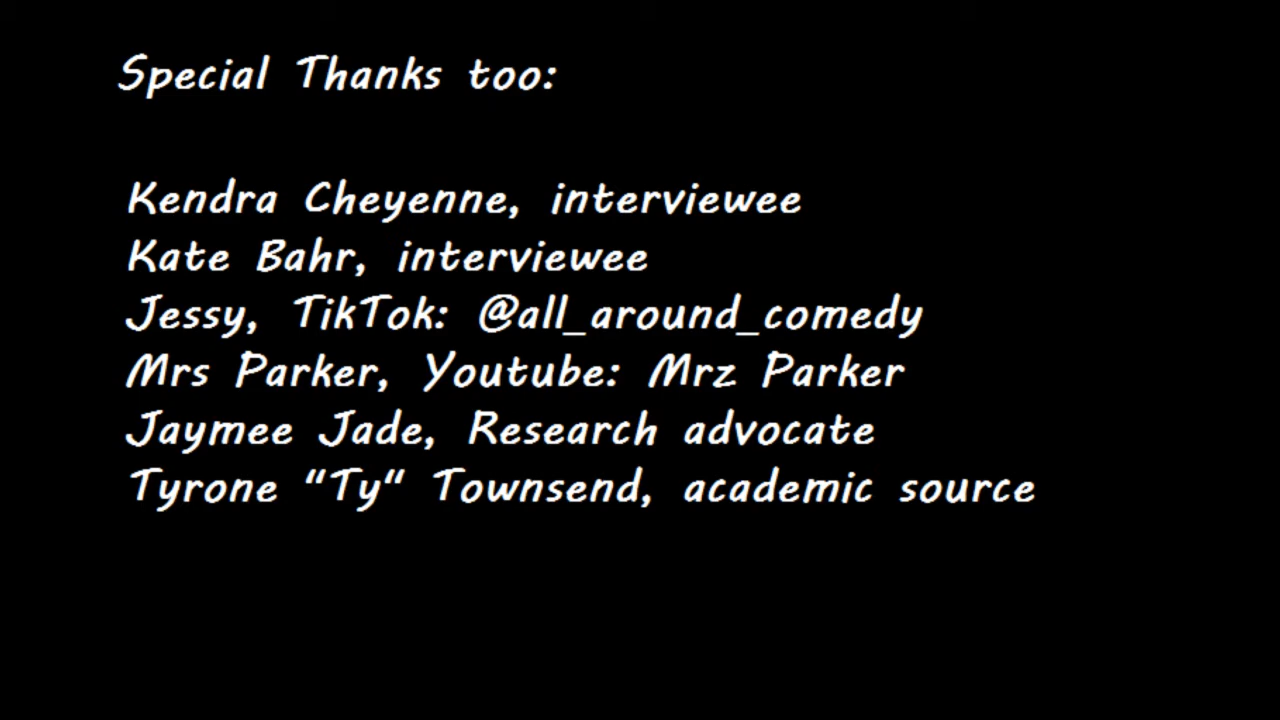 Special Thanks too:
Kendra Cheyenne, interviewee
Kate Bahr, interviewee
Jessy, TikTok: @all_around_comedy
Mrs Parker, Youtube: Mrz Parker
Jaymee Jade, Research advocate
Tyrone "Ty" Townsend, academic source